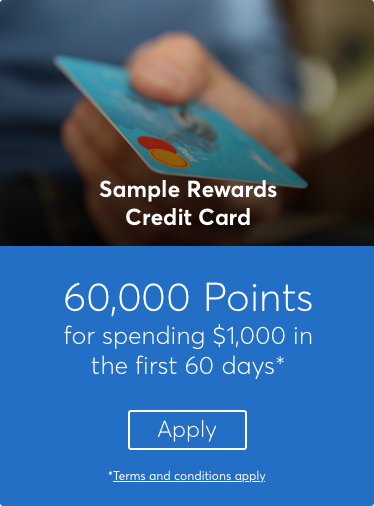 Sample Rewards
Credit Card
60,000 Points
for spending $1,000 in
the first 60 days*
Apply
*Terms and conditions apply